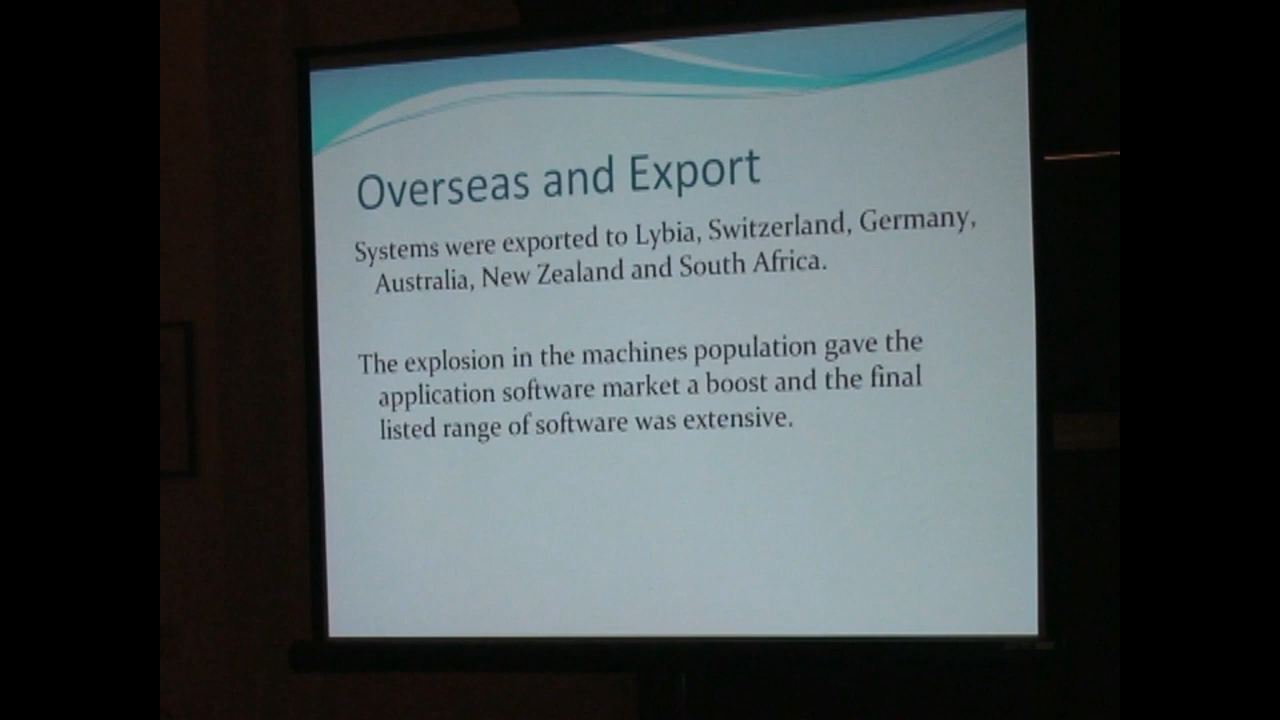 Overseas and Export
Systems were exported to Lybia, Switzerland, Germany,
Australia, New Zealand and South Africa.
The explosion in the machines population gave the
application software market a boost and the final
listed range of software was extensive.